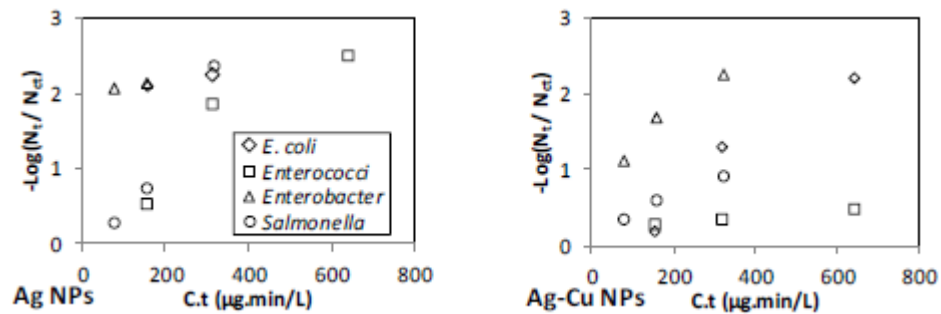 3
2
1
0
-Log(Nt/ Nct)
E. coli
Enterococci
Enterobacter
Salmonella
0 200 400 600 800
Ag NPs
C.t (µg.min/L)
3
2
1
0
-Log(Nt/ Nct)
0 200 400 600 800
Ag-Cu NPs
C.t (µg.min/L)